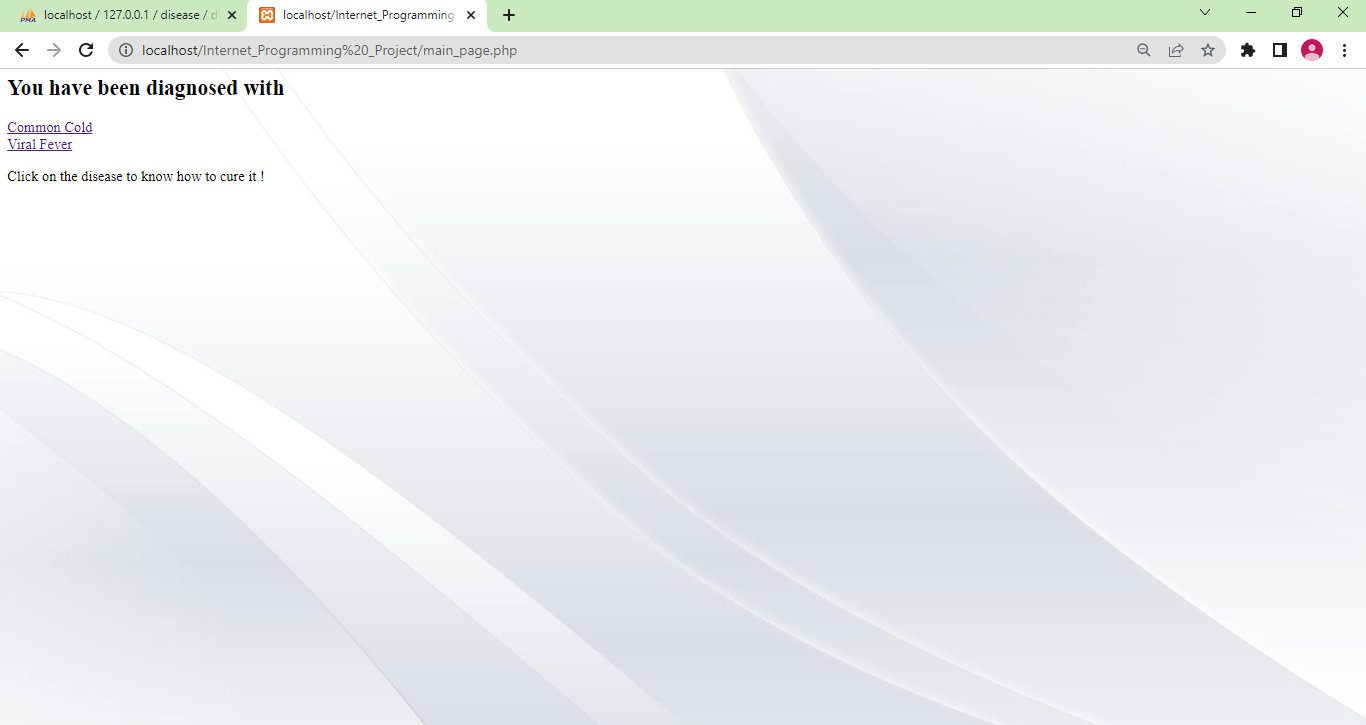 PMA localhost / 127.0.0.1 / disease / d
localhost/Internet_Programming
localhost/Internet_Programming%20_Project/main_page.php
You have been diagnosed with
Common Cold
Viral Fever
Click on the disease to know how to cure it !